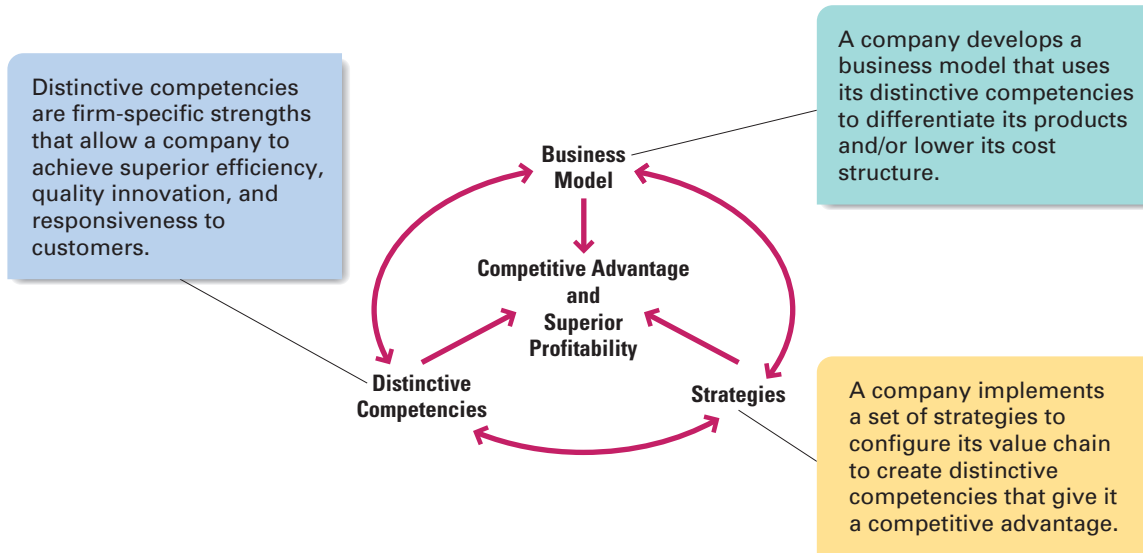 Distinctive competencies
are firm-specific strengths
that allow a company to
achieve superior efficiency,
quality innovation, and
responsiveness to
customers.
A company develops a
business model that uses
its distinctive competencies
to differentiate its products
and/or lower its cost
structure.
Business
Model
Competitive Advantage
and
Superior
Profitability
Distinctive
Competencies
Strategies
A company implements
a set of strategies to
configure its value chain
to create distinctive
competencies that give it
a competitive advantage.